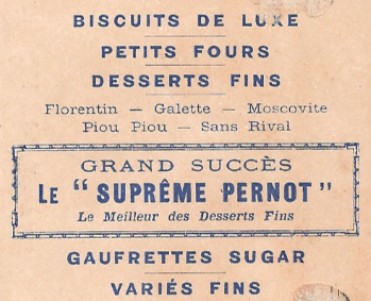 BISCUITS DE LUXE
PETITS FOURS
DESSERTS FINS
Florentin — Galette — Moscovite
Piou Piou — Sans Rival
GRAND SUCCÈS
LE "SUPRÊME PERNOT"
Le Meilleur des Desserts Fins
GAUFRETTES SUGAR
VARIÉS FINS